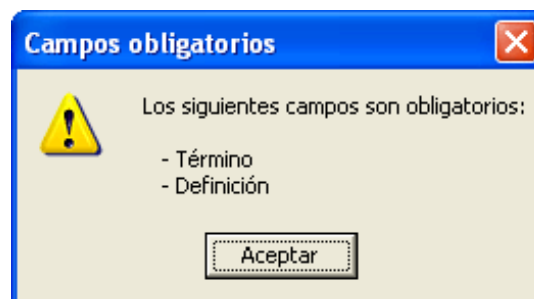 Campos obligatorios
Los siguientes campos son obligatorios:
- Término
- Definición
Aceptar